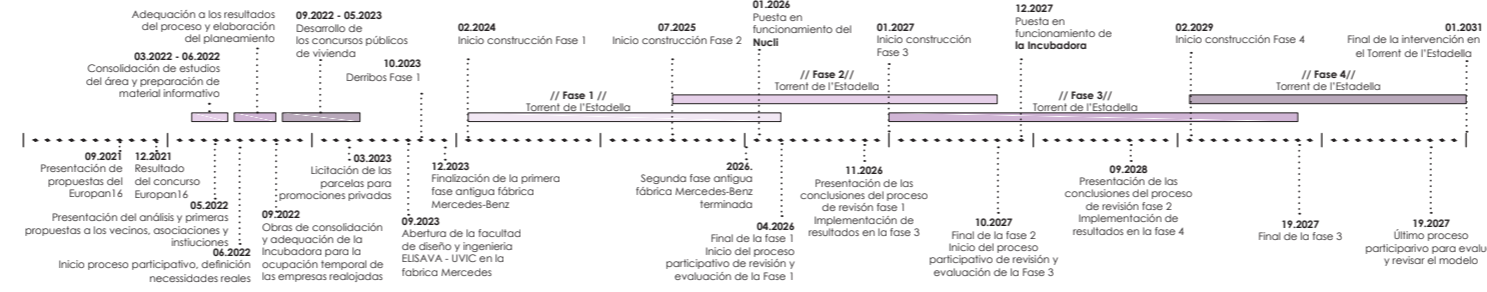 Adequación a los resultados
del proceso y elaboración
del planeamiento
03.2022 - 06.2022
Consolidación de estudios
del área y preparación de
material informativo
09.2022 - 05.2023
Desarrollo de
los concursos públicos
de vivienda
10.2023
Derribos Fase 1
02.2024
Inicio construcción Fase 1
07.2025
Inicio construcción Fase 2
01.2026
Puesta en
funcionamiento del
Nucli
01.2027
Inicio construcción
Fase 3
12.2027
Puesta en
funcionamiento de
la Incubadora
02.2029
Inicio construcción Fase 4
01.2031
Final de la intervención en
el Torrent de l'Estadella
// Fase 1 //
Torrent de l'Estadella
// Fase 2//
Torrent de l'Estadella
// Fase 3//
Torrent de l'Estadella
// Fase 4//
Torrent de l'Estadella
09.2021
Presentación de
propuestas del
Europan16
12.2021
Resultado
del concurso
Europan16
05.2022
Presentación del análisis y primeras
propuestas a los vecinos, asociaciones y
instiuciones
06.2022
Inicio proceso participativo, definición
necesidades reales
09.2022
Obras de consolidación
y adequación de la
Incubadora para la
ocupación temporal de
las empresas realojadas
03.2023
Licitación de las
parcelas para
promociones privadas
09.2023
Abertura de la facultad
de diseño y ingenieria
ELISAVA - UVIC en la
fabrica Mercedes
12.2023
Finalización de la primera
fase antigua fábrica
Mercedes-Benz
2026.
Segunda fase antigua
fábrica Mercedes-Benz
terminada
04.2026
Final de la fase 1
Inicio del proceso
participativo de revisión y
evaluación de la Fase 1
11.2026
Presentación de las
conclusiones del proceso
de revisón fase 1
Implementación de
resultados en la fase 3
10.2027
Final de la fase 2
Inicio del proceso
participativo de revisión y
evaluación de la Fase 3
09.2028
Presentación de las
conclusiones del proceso
de revisión fase 2
Implementación de
resultados en la fase 4
19.2027
Final de la fase 3
19.2027
Último proceso
participarivo para evalu
y revisar el modelo